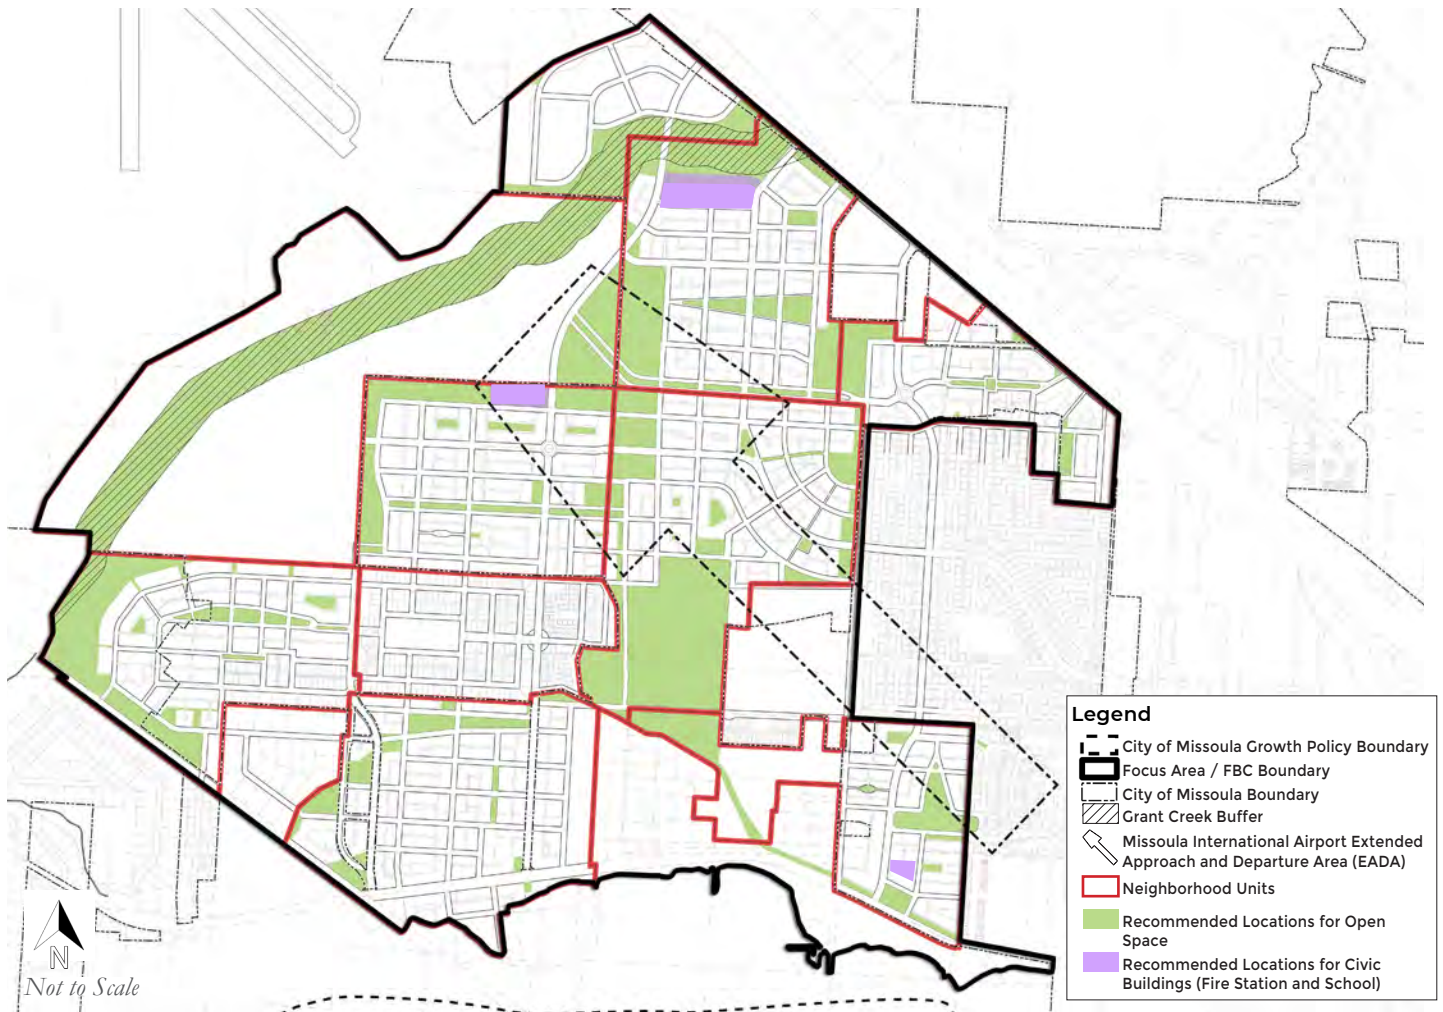 Legend
City of Missoula Growth Policy Boundary
Focus Area / FBC Boundary
City of Missoula Boundary
Grant Creek Buffer
Missoula International Airport Extended
Approach and Departure Area (EADA)
Neighborhood Units
Recommended Locations for Open
Space
Recommended Locations for Civic
Buildings (Fire Station and School)
N
Not to Scale